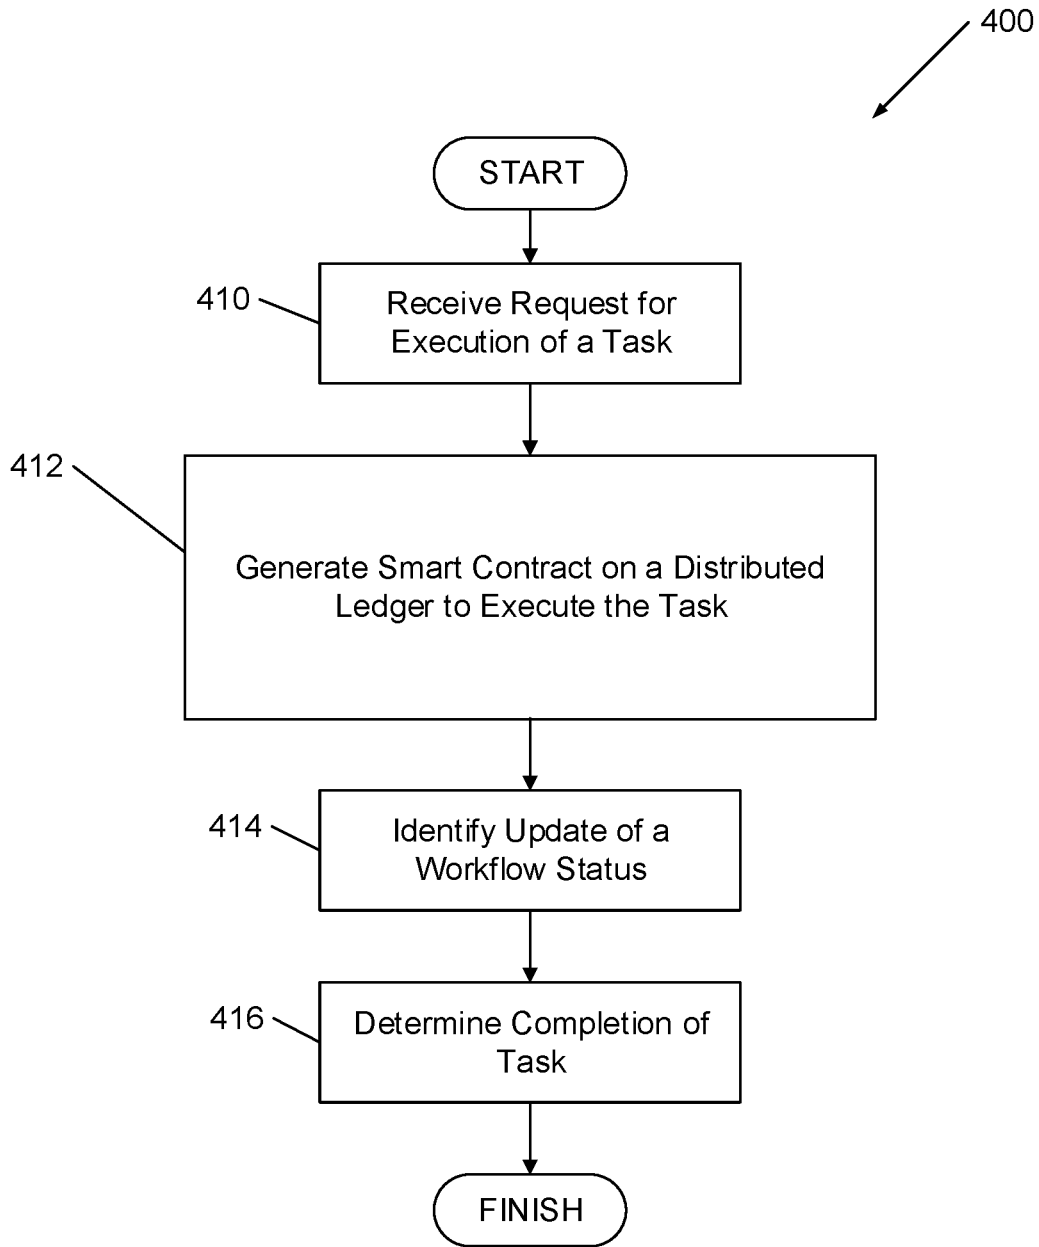 400
START
410
Receive Request for
Execution of a Task
412
Generate Smart Contract on a Distributed
Ledger to Execute the Task
414
Identify Update of a
Workflow Status
416
Determine Completion of
Task
FINISH